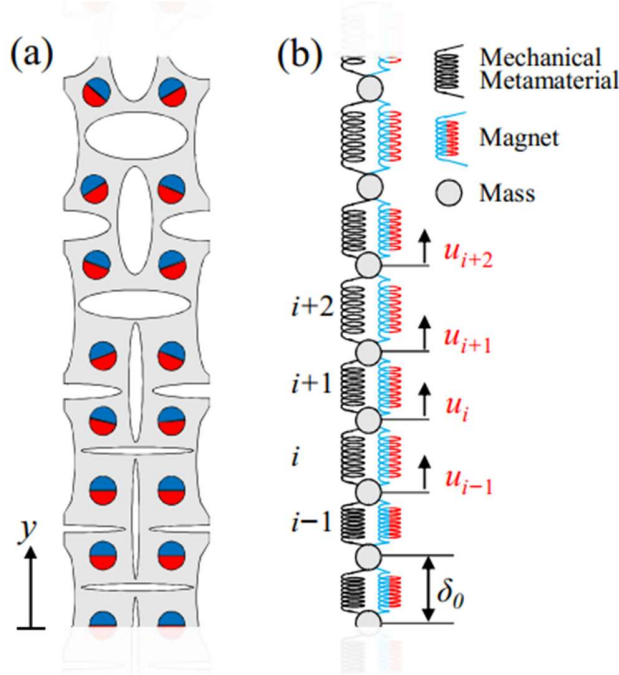 (a)
(b)
Mechanical
Metamaterial
Magnet
Mass
u_{i+2}
i+2
u_{i+1}
i+1
u_i
i
u_{i−1}
i−1
y
δ_0